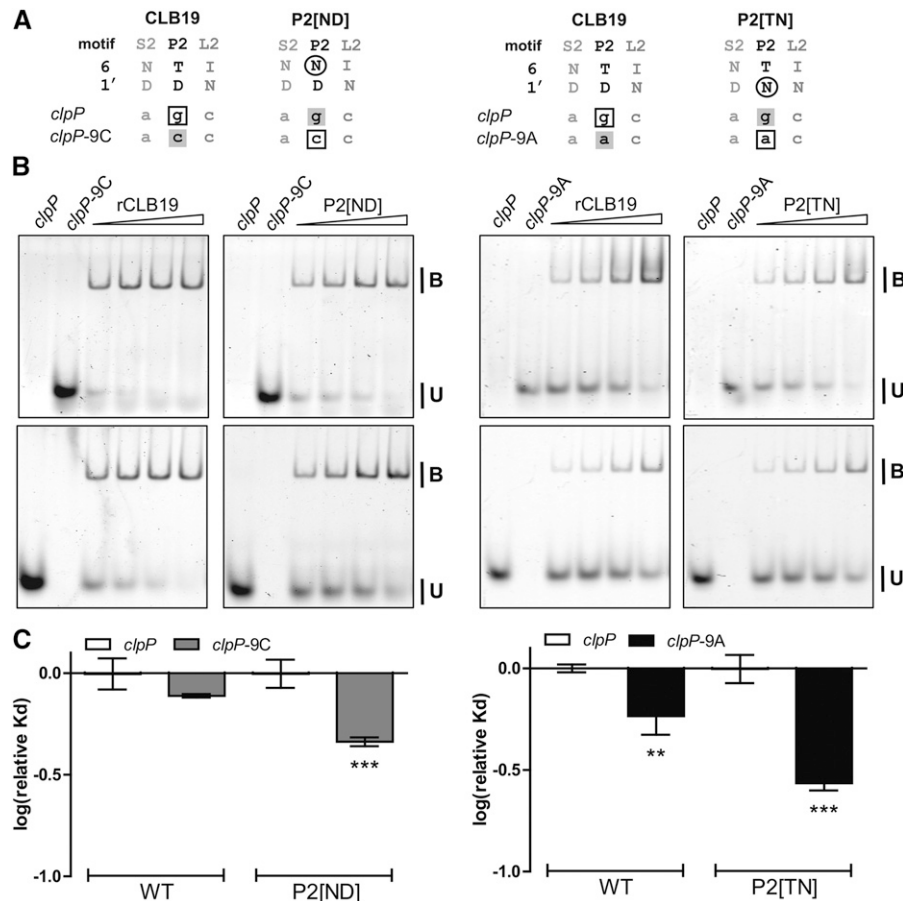 A
CLB19 P2[ND]
motif S2 P2 L2 S2 P2 L2
6 N T I N N I
1′ D D N D D N
clpP a g c a g c
clpP-9C a c c a c c
CLB19 P2[TN]
motif S2 P2 L2 S2 P2 L2
6 N T I N T I
1′ D D N D N N
clpP a g c a g c
clpP-9A a a c a a c
B
clpP clpP-9C rCLB19 clpP clpP-9C P2[ND]
B
U
B
U
clpP clpP-9A rCLB19 clpP clpP-9A P2[TN]
B
U
B
U
C
clpP clpP-9C
log(relative Kd)
0.0
-0.5
-1.0
***
WT P2[ND]
clpP clpP-9A
log(relative Kd)
0.0
-0.5
-1.0
**
***
WT P2[TN]